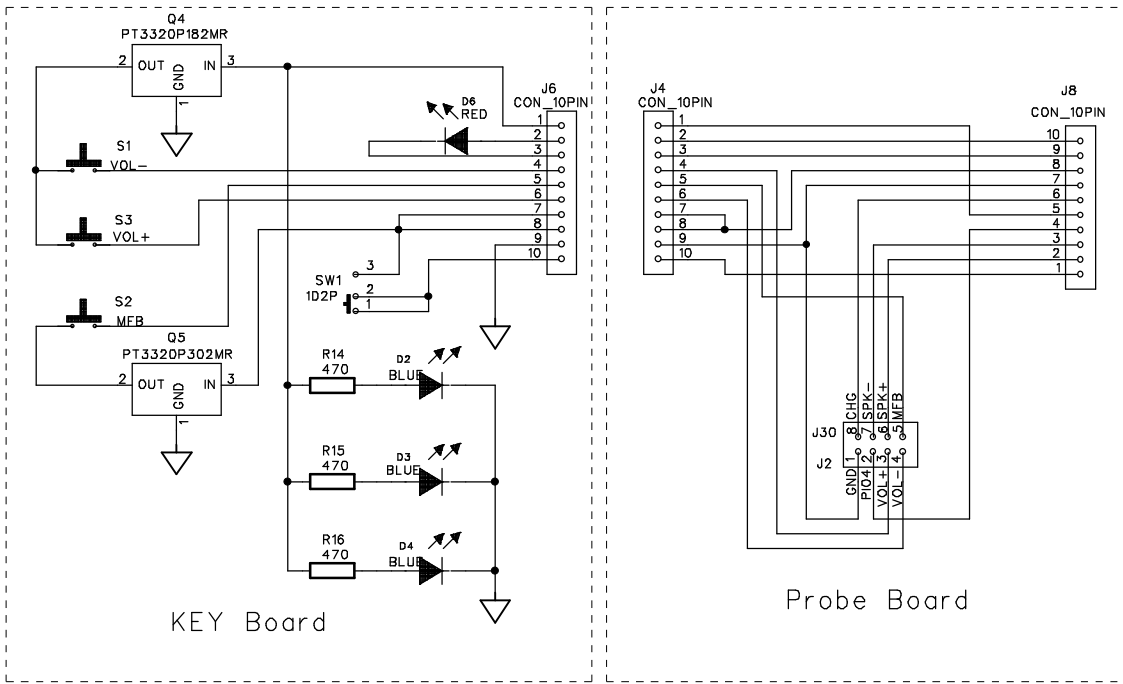 Q4
PT3320P182MR
2 OUT IN 3
GND
1
S1
VOL-
S3
VOL+
S2
MFB
Q5
PT3320P302MR
2 OUT IN 3
GND
1
D6
RED
J6
CON_10PIN
1
2
3
4
5
6
7
8
9
10
SW1
1D2P
3
2
1
R14
470
D2
BLUE
R15
470
D3
BLUE
R16
470
D4
BLUE
KEY Board
J4
CON_10PIN
1
2
3
4
5
6
7
8
9
10
J8
CON_10PIN
10
9
8
7
6
5
4
3
2
1
J30
8 CHG
7 SPK-
6 SPK+
5 MFB
J2
GND 1
PIO4 2
VOL+ 3
VOL- 4
Probe Board